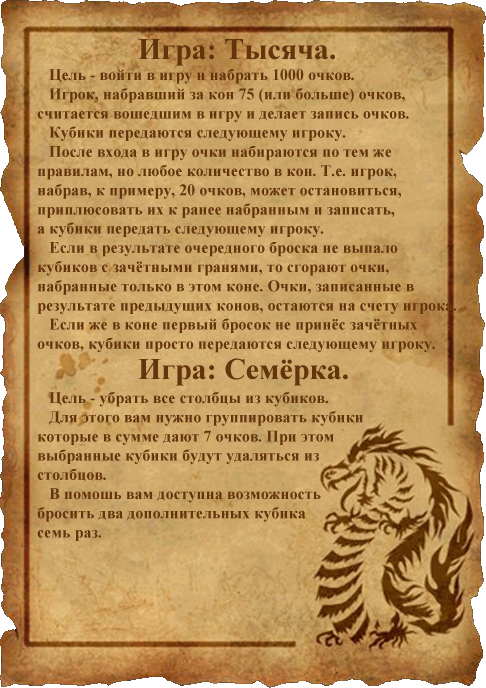 Игра: Тысяча.
Цель - войти в игру и набрать 1000 очков.
Игрок, набравший за кон 75 (или больше) очков,
считается вошедшим в игру и делает запись очков.
Кубики передаются следующему игроку.
После входа в игру очки набираются по тем же
правилам, но любое количество в кон. Т.е. игрок,
набрав, к примеру, 20 очков, может остановиться,
приплюсовать их к ранее набранным и записать,
а кубики передать следующему игроку.
Если в результате очередного броска не выпало
кубиков с зачётными гранями, то сгорают очки,
набранные только в этом коне. Очки, записанные в
результате предыдущих конов, остаются на счету игрока.
Если же в коне первый бросок не принёс зачётных
очков, кубики просто передаются следующему игроку.
Игра: Семёрка.
Цель - убрать все столбцы из кубиков.
Для этого вам нужно группировать кубики
которые в сумме дают 7 очков. При этом
выбранные кубики будут удаляться из
столбцов.
В помощь вам доступна возможность
бросить два дополнительных кубика
семь раз.